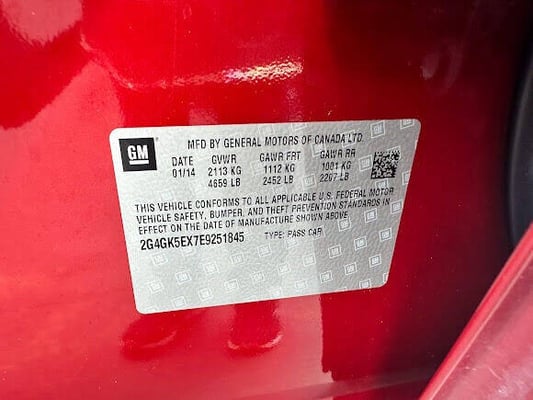 GM
MFD BY GENERAL MOTORS OF CANADA LTD.
DATE GVWR GAWR FRT GAWR RR
01/14 2113 KG 1112 KG 1001 KG
4659 LB 2452 LB 2207 LB
THIS VEHICLE CONFORMS TO ALL APPLICABLE U.S. FEDERAL MOTOR
VEHICLE SAFETY, BUMPER, AND THEFT PREVENTION STANDARDS IN
EFFECT ON THE DATE OF MANUFACTURE SHOWN ABOVE.
2G4GK5EX7E9251845 TYPE: PASS CAR